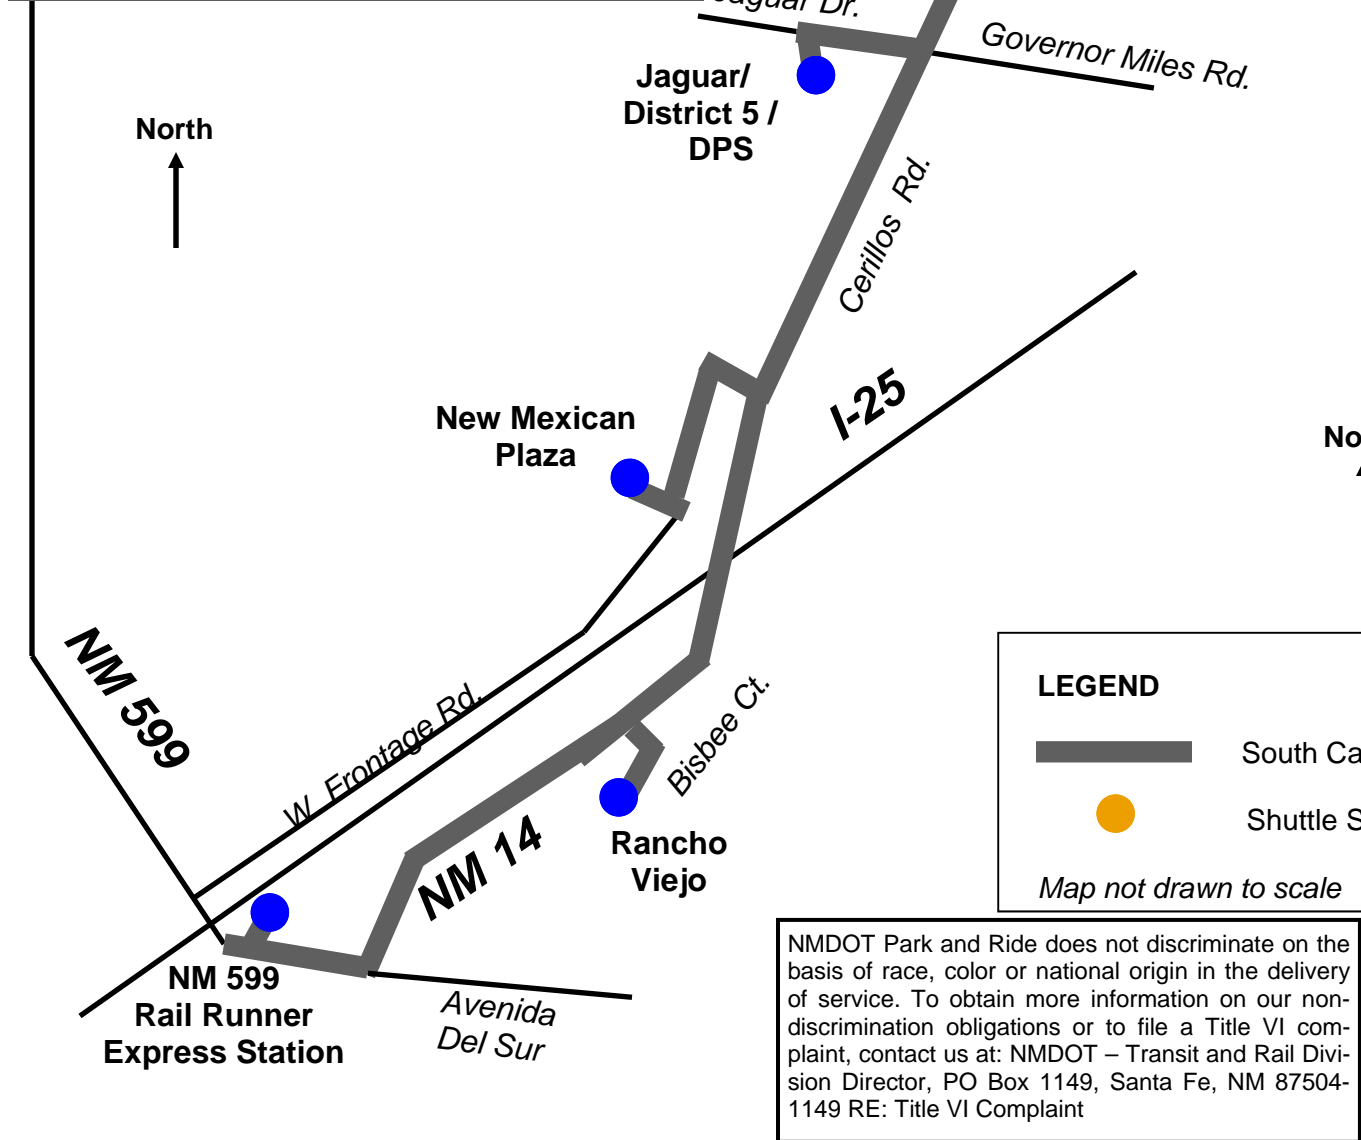 Dr.
Governor Miles Rd.
Jaguar/
District 5 /
DPS
North
Cerillos Rd.
I-25
New Mexican
Plaza
NM 599
W. Frontage Rd.
Bisbee Ct.
NM 14
Rancho
Viejo
NM 599
Rail Runner
Express Station
Avenida
Del Sur
LEGEND
South
Shuttle
Map not drawn to scale
NMDOT Park and Ride does not discriminate on the
basis of race, color or national origin in the delivery
of service. To obtain more information on our non-
discrimination obligations or to file a Title VI com-
plaint, contact us at: NMDOT – Transit and Rail Divi-
sion Director, PO Box 1149, Santa Fe, NM 87504-
1149 RE: Title VI Complaint